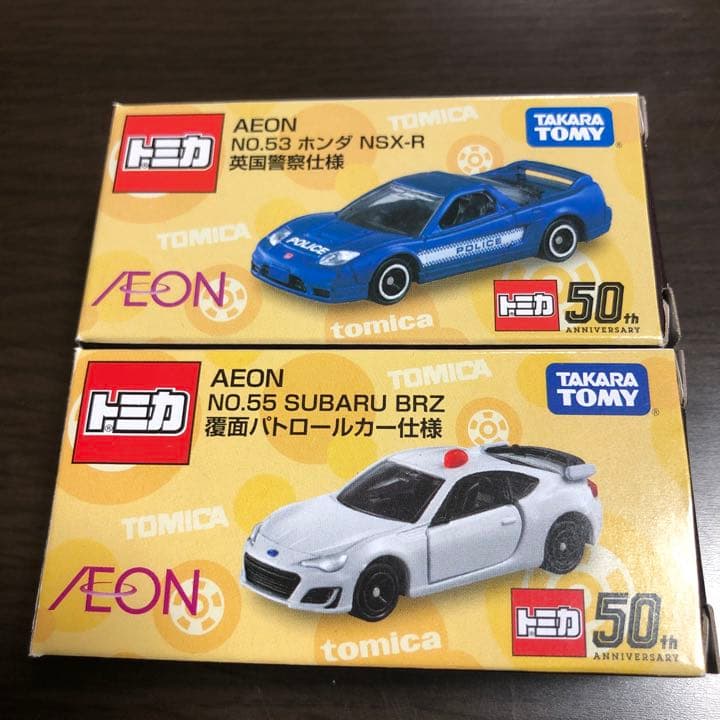 トミカ
AEON
NO.53 ホンダ NSX-R
英国警察仕様
TOMICA
TAKARA
TOMY
TOMICA
POLICE
POLICE
ÆON
tomica
トミカ
50th
ANNIVERSARY
トミカ
AEON
NO.55 SUBARU BRZ
覆面パトロールカー仕様
TOMICA
TAKARA
TOMY
TOMICA
ÆON
tomica
トミカ
50th
ANNIVERSARY